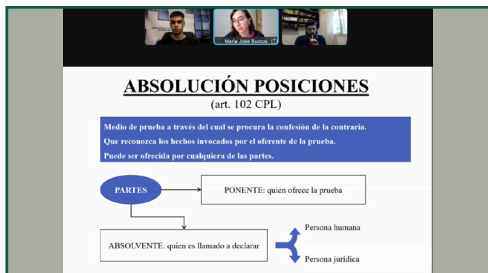 Maria Jose Bustos
ABSOLUCIÓN POSICIONES
(art. 102 CPL)
Medio de prueba a través del cual se procura la confesión de la contraria.
Que reconozca los hechos invocados por el oferente de la prueba.
Puede ser ofrecida por cualquiera de las partes.
PARTES
PONENTE: quien ofrece la prueba
ABSOLVENTE: quien es llamado a declarar
Persona humana
Persona jurídica